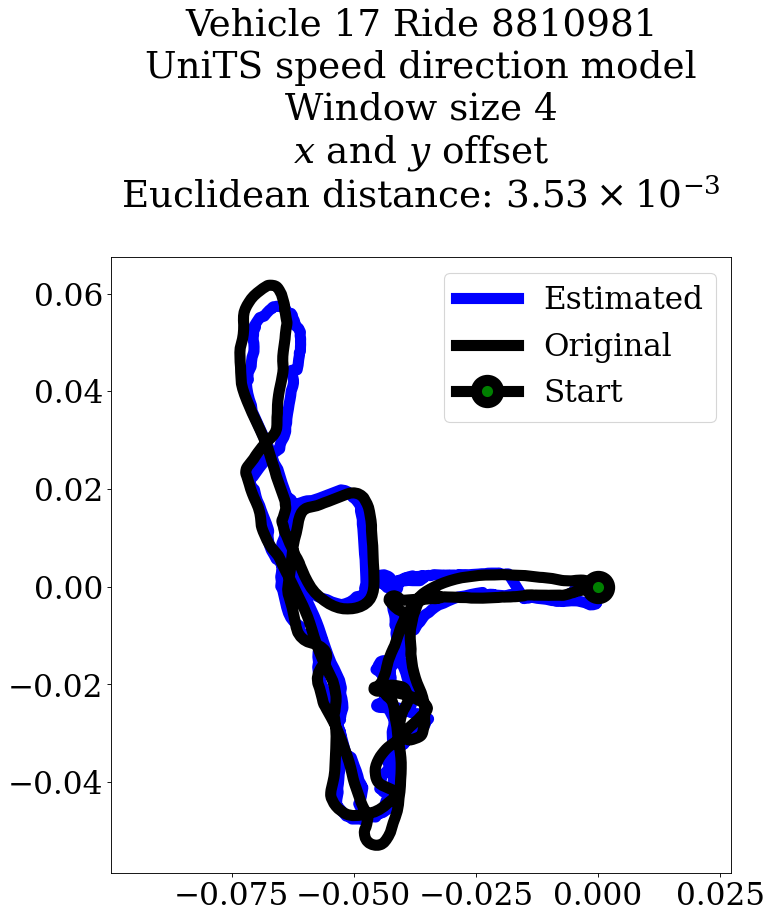 Vehicle 17 Ride 8810981
UniTS speed direction model
Window size 4
x and y offset
Euclidean distance: 3.53 × 10⁻³
Estimated
Original
Start
0.06
0.04
0.02
0.00
−0.02
−0.04
−0.075 −0.050 −0.025 0.000 0.025